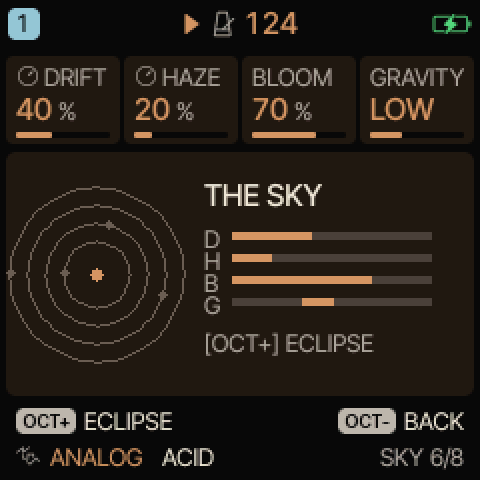 1 124
DRIFT HAZE BLOOM GRAVITY
40 % 20 % 70 % LOW
THE SKY
D
H
B
G
[OCT+] ECLIPSE
OCT+ ECLIPSE OCT- BACK
ANALOG ACID SKY 6/8